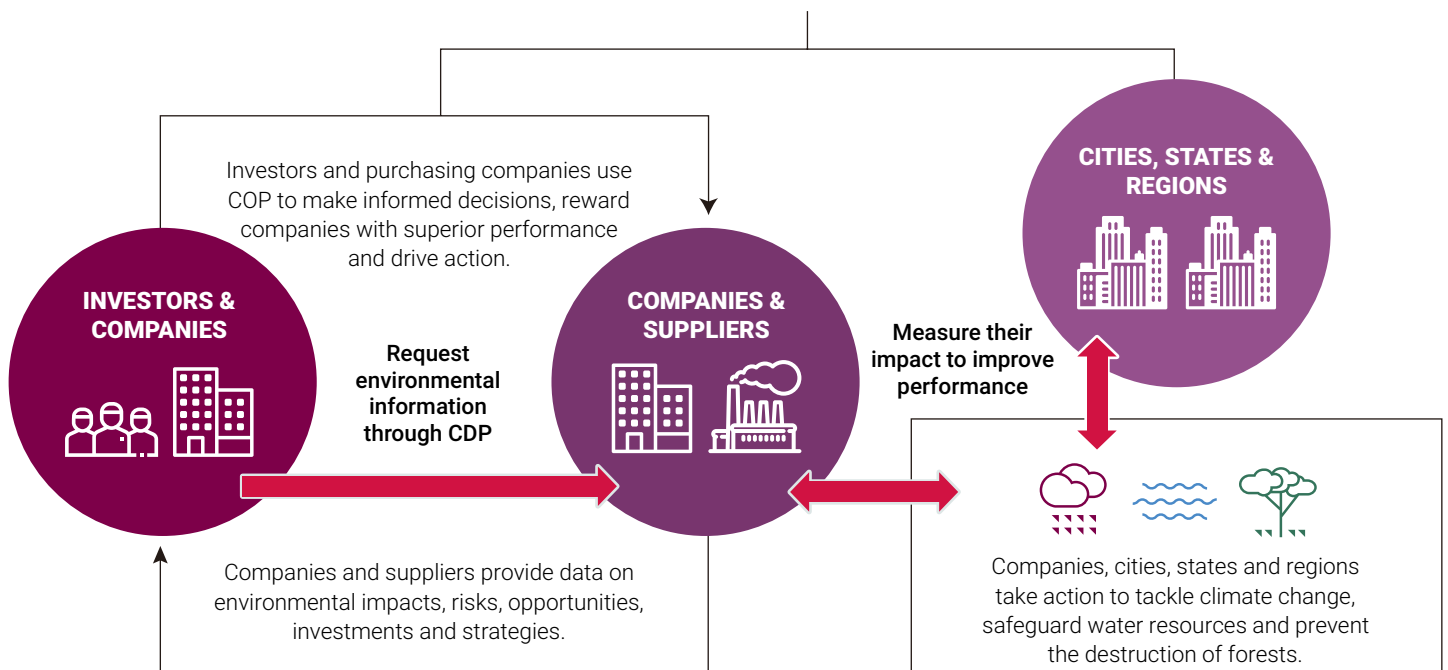 Investors and purchasing companies use
COP to make informed decisions, reward
companies with superior performance
and drive action.
CITIES, STATES &
REGIONS
INVESTORS &
COMPANIES
Request
environmental
information
through CDP
COMPANIES &
SUPPLIERS
Measure their
impact to improve
performance
Companies and suppliers provide data on
environmental impacts, risks, opportunities,
investments and strategies.
Companies, cities, states and regions
take action to tackle climate change,
safeguard water resources and prevent
the destruction of forests.